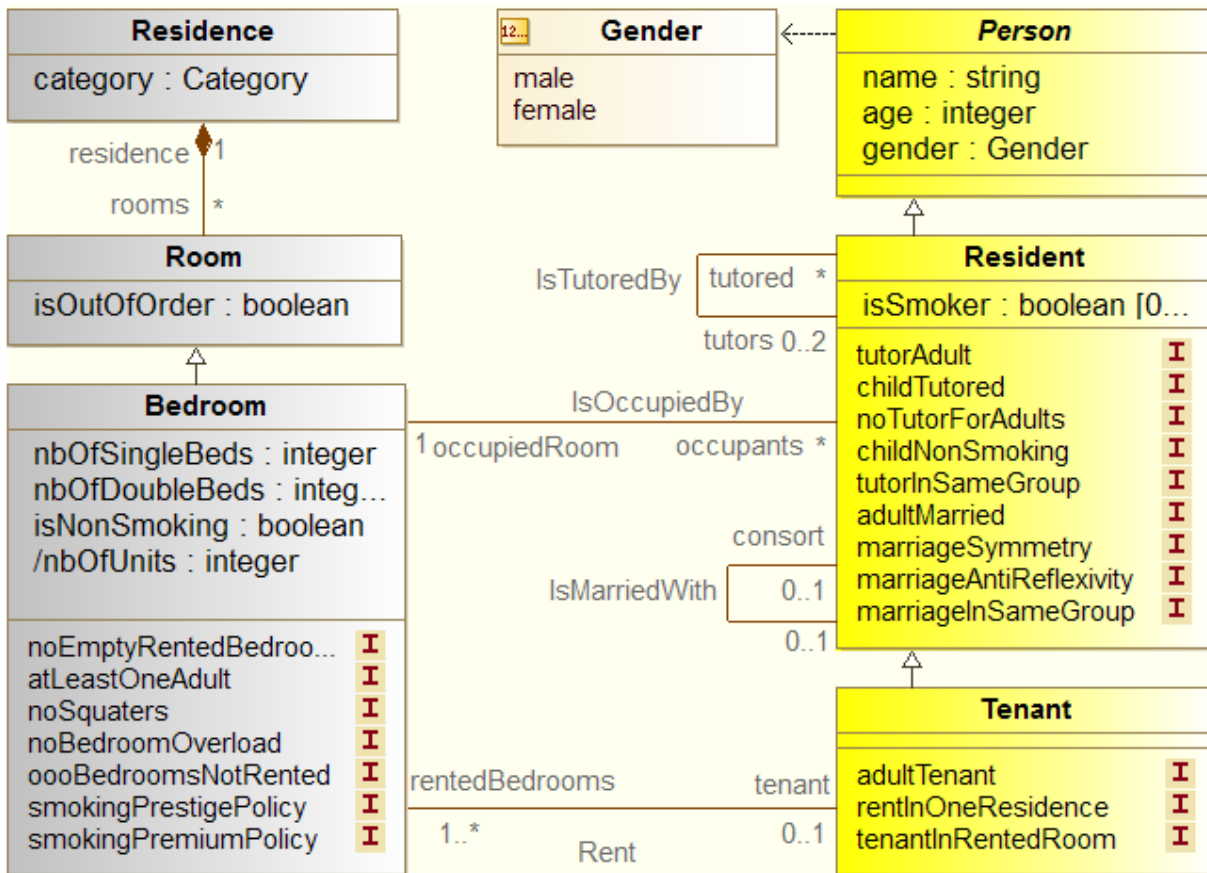 Residence
category : Category
residence 1
rooms *
Room
isOutOfOrder : boolean
Bedroom
nbOfSingleBeds : integer
nbOfDoubleBeds : integ...
isNonSmoking : boolean
/nbOfUnits : integer
noEmptyRentedBedroo... I
atLeastOneAdult I
noSquaters I
noBedroomOverload I
oooBedroomsNotRented I
smokingPrestigePolicy I
smokingPremiumPolicy I
12... Gender
male
female
Person
name : string
age : integer
gender : Gender
IsTutoredBy tutored *
tutors 0..2
Resident
isSmoker : boolean [0...
tutorAdult I
childTutored I
noTutorForAdults I
childNonSmoking I
tutorInSameGroup I
adultMarried I
marriageSymmetry I
marriageAntiReflexivity I
marriageInSameGroup I
IsOccupiedBy
1 occupiedRoom occupants *
consort
IsMarriedWith 0..1
0..1
Tenant
adultTenant I
rentInOneResidence I
tenantInRentedRoom I
rentedBedrooms tenant
1..* 0..1
Rent